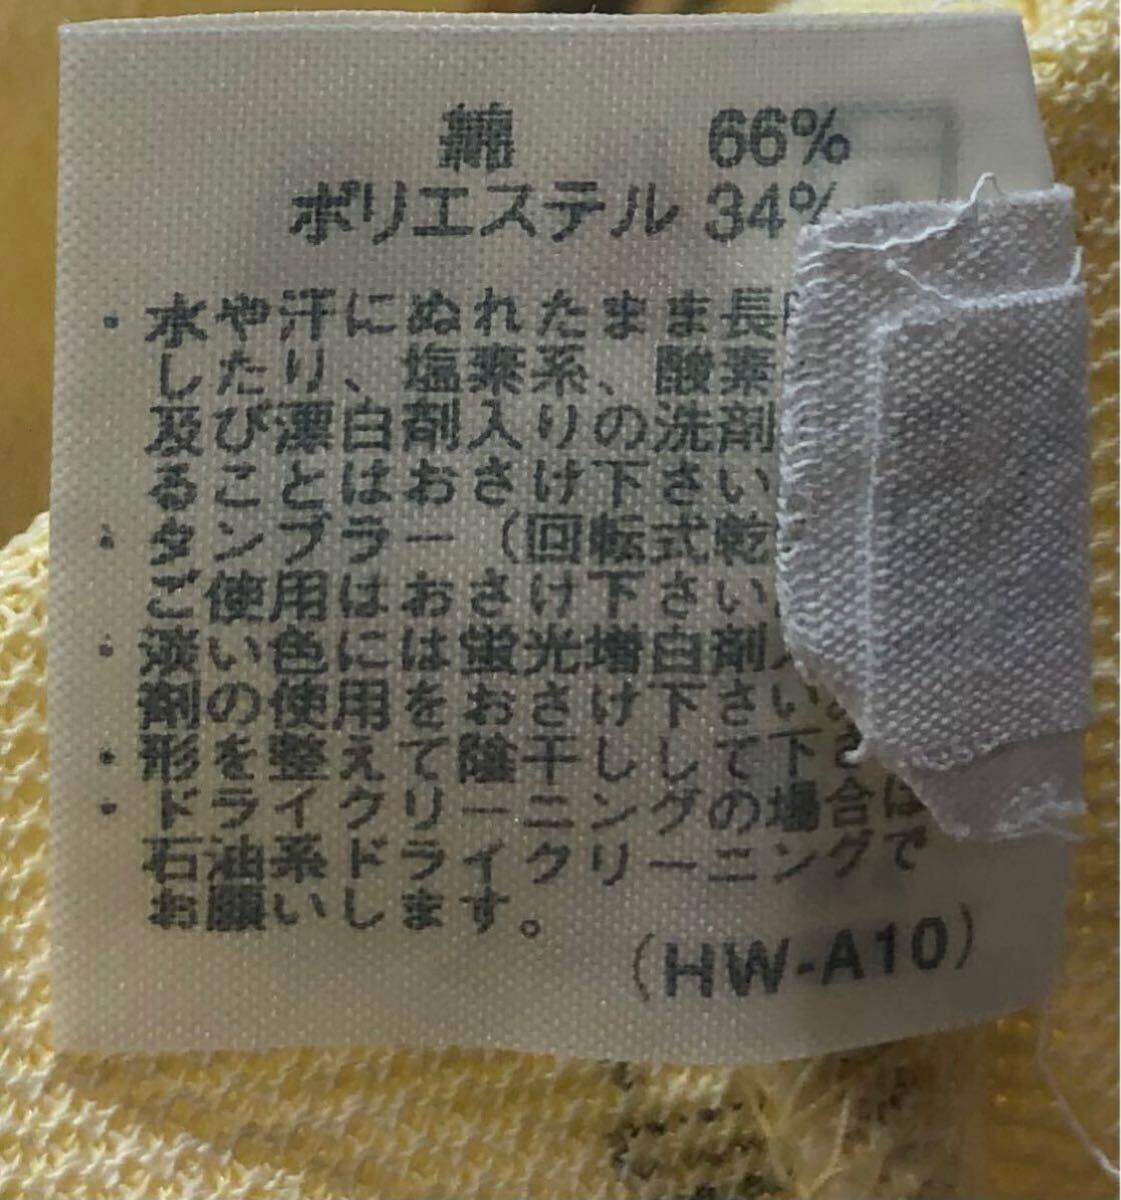 綿 66%
ポリエステル 34%
・水や汗にぬれたまま長
したり、塩素系、酸素
及び漂白剤入りの洗剤
ることはおさけ下さい
・タンブラー（回転式乾
ご使用はおさけ下さい
・淡い色には蛍光増白剤
剤の使用をおさけ下さい
・形を整えて陰干しして下さ
・ドライクリーニングの場合は
石油系ドライクリーニングで
お願いします。
（HW-A10）